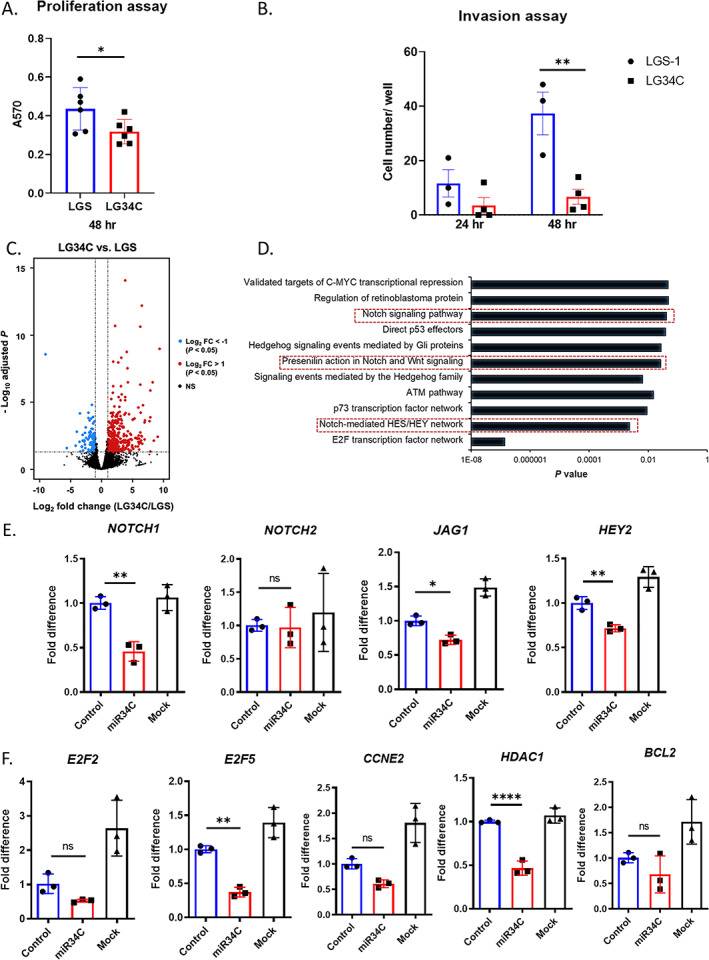 A. Proliferation assay
0.8
0.6
0.4
0.2
0.0
A570
*
LGS LG34C
48 hr
B. Invasion assay
60
40
20
0
Cell number/ well
**
LGS-1
LG34C
24 hr 48 hr
C. LG34C vs. LGS
15
10
5
0
- Log10 adjusted P
-10 -5 0 5 10
Log2 fold change (LG34C/LGS)
Log2 FC < -1
(P < 0.05)
Log2 FC > 1
(P < 0.05)
NS
D.
Validated targets of C-MYC transcriptional repression
Regulation of retinoblastoma protein
Notch signaling pathway
Direct p53 effectors
Hedgehog signaling events mediated by Gli proteins
Presenilin action in Notch and Wnt signaling
Signaling events mediated by the Hedgehog family
ATM pathway
p73 transcription factor network
Notch-mediated HES/HEY network
E2F transcription factor network
1E-08 0.000001 0.0001 0.01 1
P value
E.
NOTCH1
1.5
1.0
0.5
0.0
Fold difference
**
Control
miR34C
Mock
NOTCH2
2.0
1.5
1.0
0.5
0.0
Fold difference
ns
Control
miR34C
Mock
JAG1
2.0
1.5
1.0
0.5
0.0
Fold difference
*
Control
miR34C
Mock
HEY2
1.5
1.0
0.5
0.0
Fold difference
**
Control
miR34C
Mock
F.
E2F2
4
3
2
1
0
Fold difference
ns
Control
miR34C
Mock
E2F5
2.0
1.5
1.0
0.5
0.0
Fold difference
**
Control
miR34C
Mock
CCNE2
2.5
2.0
1.5
1.0
0.5
0.0
Fold difference
ns
Control
miR34C
Mock
HDAC1
1.5
1.0
0.5
0.0
Fold difference
****
Control
miR34C
Mock
BCL2
2.5
2.0
1.5
1.0
0.5
0.0
Fold difference
ns
Control
miR34C
Mock